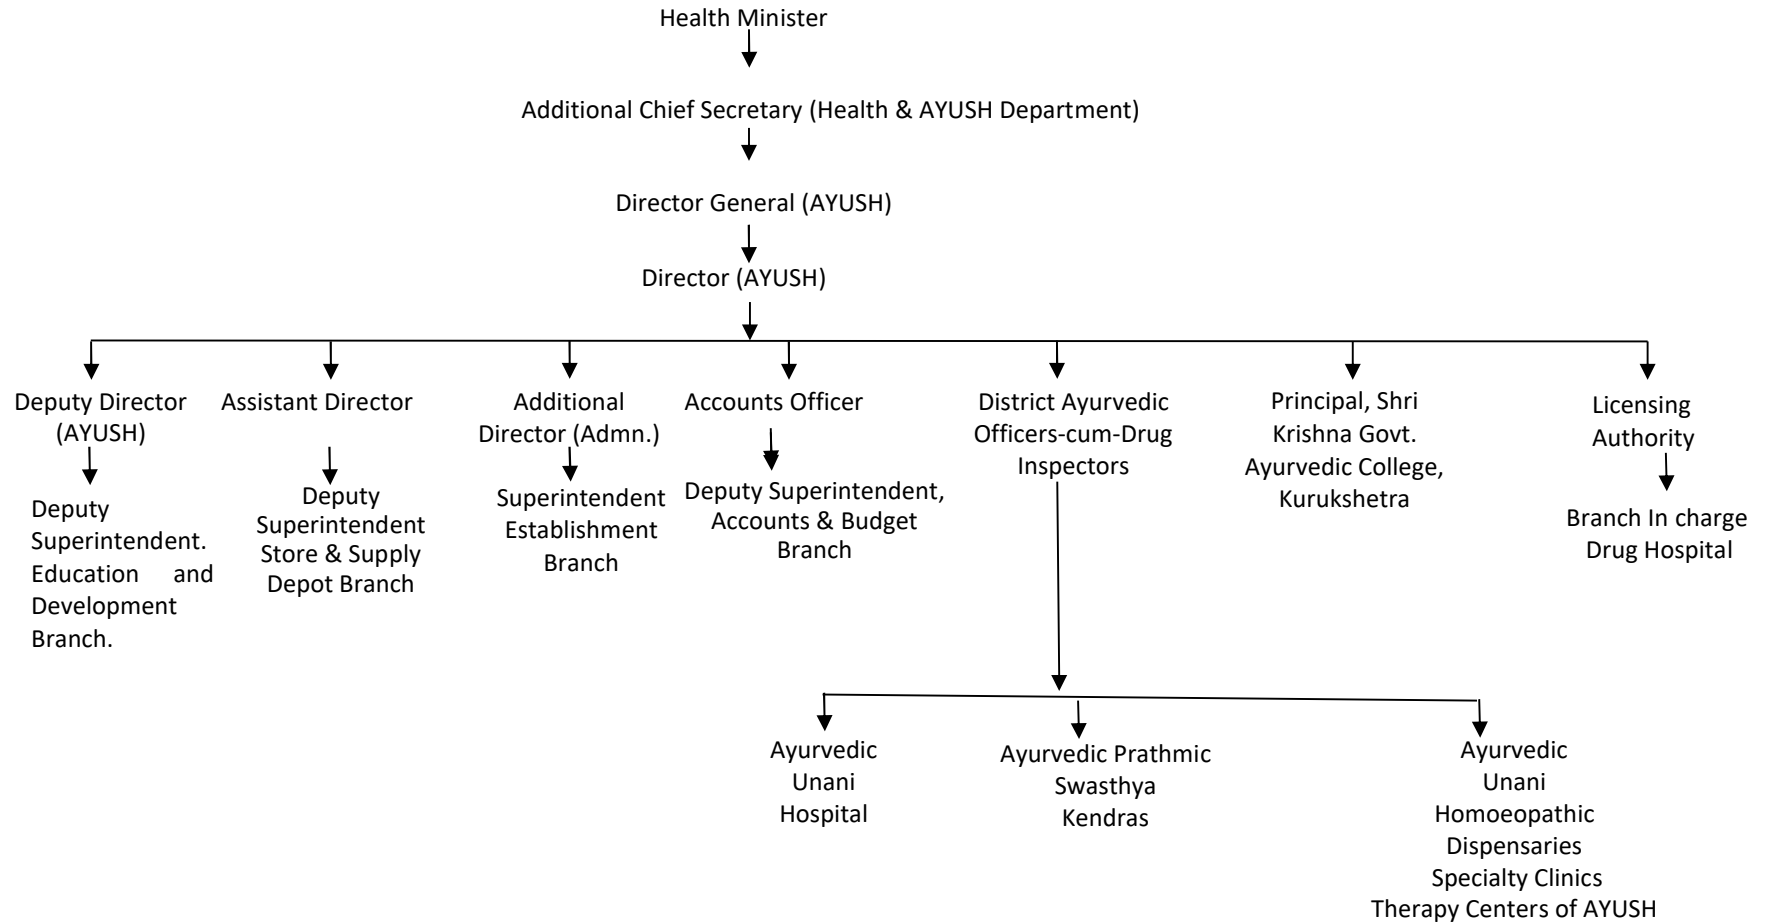 Health Minister
Additional Chief Secretary (Health & AYUSH Department)
Director General (AYUSH)
Director (AYUSH)
Deputy Director
(AYUSH)
Assistant Director
Additional
Director (Admn.)
Accounts Officer
District Ayurvedic
Officers-cum-Drug
Inspectors
Principal, Shri
Krishna Govt.
Ayurvedic College,
Kurukshetra
Licensing
Authority
Deputy
Superintendent.
Education and
Development
Branch.
Deputy
Superintendent
Store & Supply
Depot Branch
Superintendent
Establishment
Branch
Deputy Superintendent,
Accounts & Budget
Branch
Branch In charge
Drug Hospital
Ayurvedic
Unani
Hospital
Ayurvedic Prathmic
Swasthya
Kendras
Ayurvedic
Unani
Homoeopathic
Dispensaries
Specialty Clinics
Therapy Centers of AYUSH